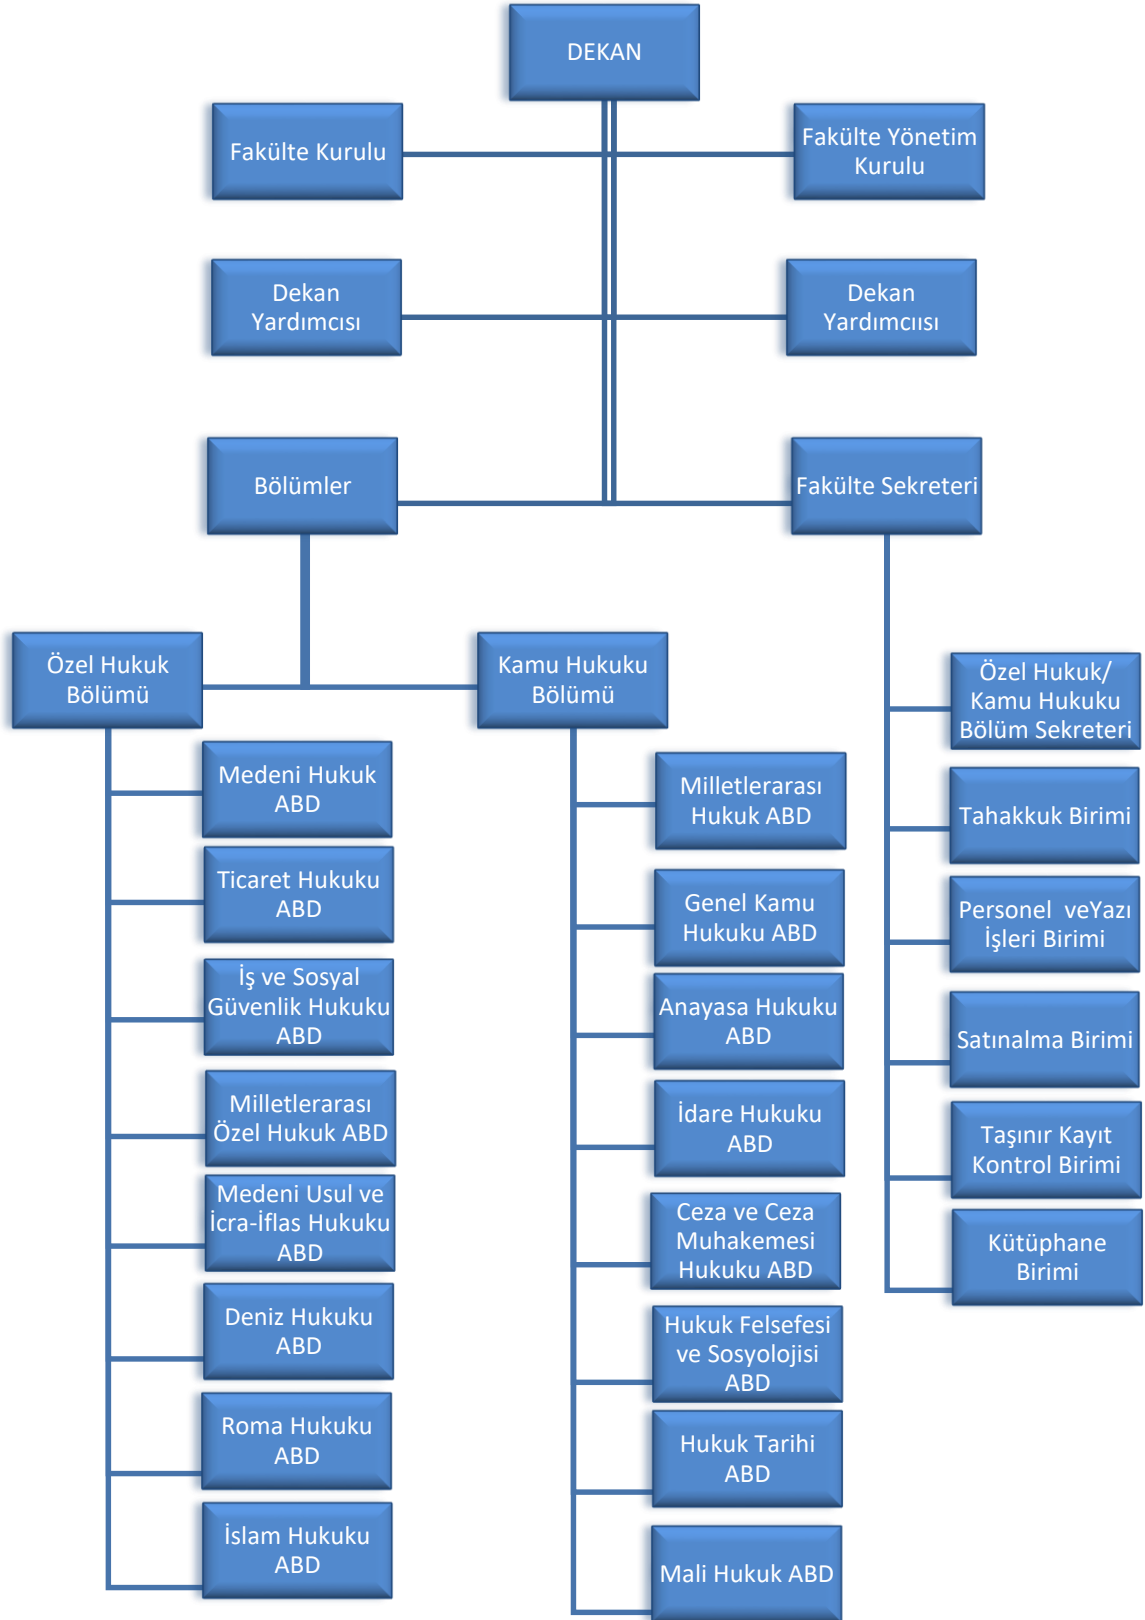 DEKAN
Fakülte Kurulu
Fakülte Yönetim
Kurulu
Dekan
Yardımcısı
Dekan
Yardımcıısı
Bölümler
Fakülte Sekreteri
Özel Hukuk
Bölümü
Kamu Hukuku
Bölümü
Medeni Hukuk
ABD
Ticaret Hukuku
ABD
İş ve Sosyal
Güvenlik Hukuku
ABD
Milletlerarası
Özel Hukuk ABD
Medeni Usul ve
İcra-İflas Hukuku
ABD
Deniz Hukuku
ABD
Roma Hukuku
ABD
İslam Hukuku
ABD
Milletlerarası
Hukuk ABD
Genel Kamu
Hukuku ABD
Anayasa Hukuku
ABD
İdare Hukuku
ABD
Ceza ve Ceza
Muhakemesi
Hukuku ABD
Hukuk Felsefesi
ve Sosyolojisi
ABD
Hukuk Tarihi
ABD
Mali Hukuk ABD
Özel Hukuk/
Kamu Hukuku
Bölüm Sekreteri
Tahakkuk Birimi
Personel  veYazı
İşleri Birimi
Satınalma Birimi
Taşınır Kayıt
Kontrol Birimi
Kütüphane
Birimi